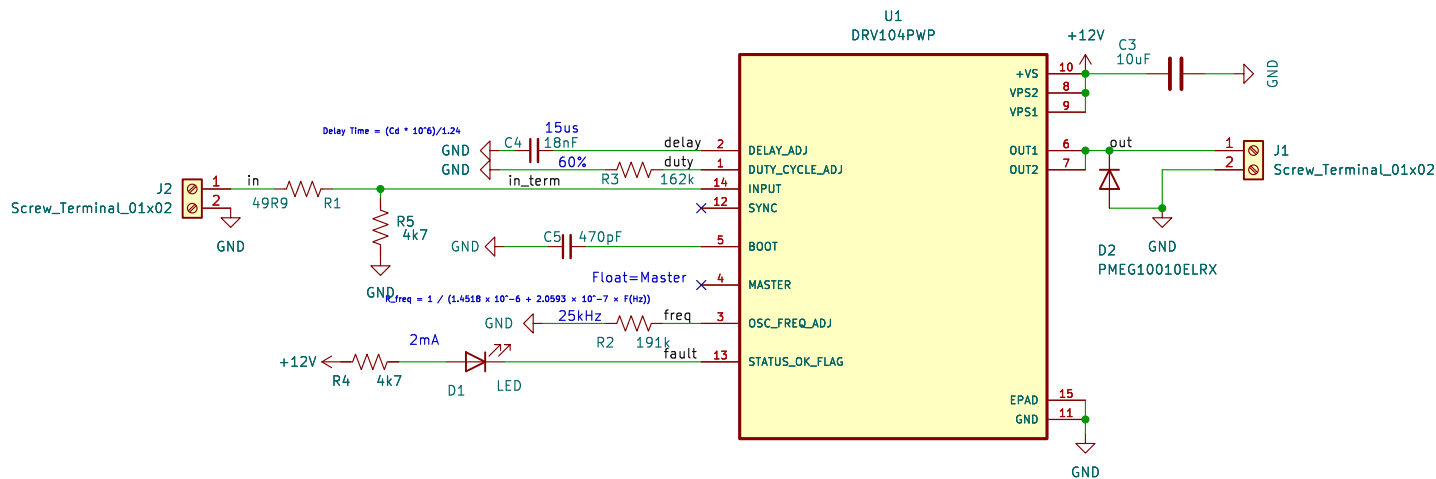 U1
DRV104PWP
+12V
C3
10uF
GND
10
+VS
8
VPS2
9
VPS1
Delay Time = (Cd * 10^6)/1.24
15us
C4
18nF
delay
GND
2
DELAY_ADJ
6
OUT1
out
1
J1
GND
60%
duty
1
DUTY_CYCLE_ADJ
7
OUT2
2
Screw_Terminal_01x02
R3
162k
in_term
J2
1
in
14
INPUT
Screw_Terminal_01x02
2
49R9
R1
12
SYNC
R5
4k7
GND
GND
C5
470pF
5
BOOT
GND
D2
PMEG10010ELRX
Float=Master
4
MASTER
GND
R_freq = 1 / (1.4518 x 10^-6 + 2.0593 × 10^-7 × F(Hz))
GND
25kHz
freq
3
OSC_FREQ_ADJ
R2
191k
2mA
fault
+12V
13
STATUS_OK_FLAG
R4
4k7
D1
LED
15
EPAD
11
GND
GND